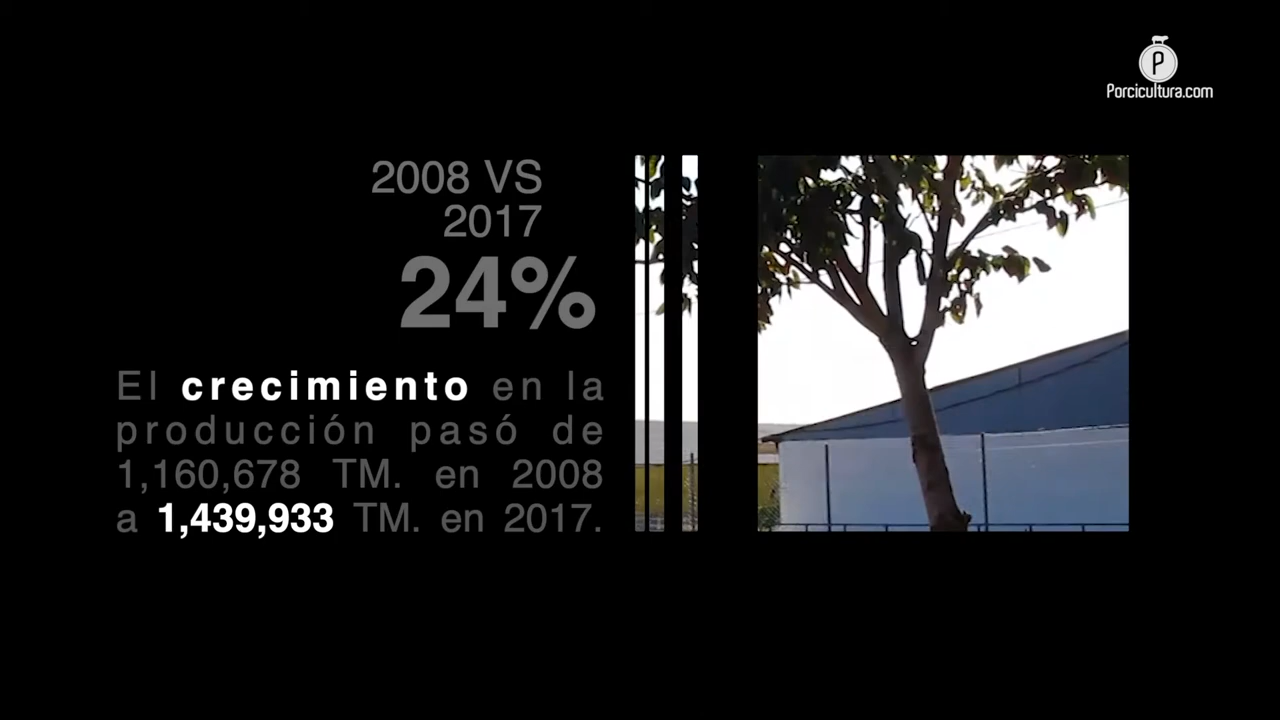 P
Porcicultura.com
2008 VS
2017
24%
El crecimiento en la
producción pasó de
1,160,678 TM. en 2008
a 1,439,933 TM. en 2017.